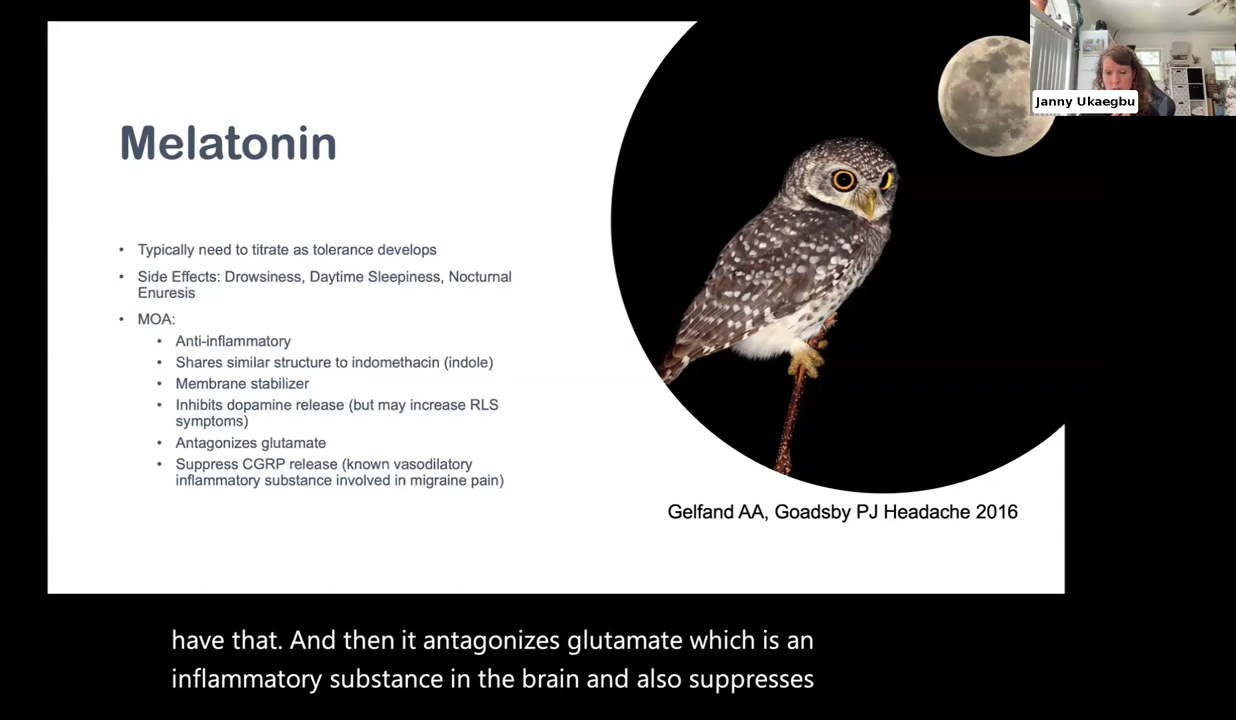 Janny Ukaegbu
Melatonin
• Typically need to titrate as tolerance develops
• Side Effects: Drowsiness, Daytime Sleepiness, Nocturnal
Enuresis
• MOA:
• Anti-inflammatory
• Shares similar structure to indomethacin (indole)
• Membrane stabilizer
• Inhibits dopamine release (but may increase RLS
symptoms)
• Antagonizes glutamate
• Suppress CGRP release (known vasodilatory
inflammatory substance involved in migraine pain)
Gelfand AA, Goadsby PJ Headache 2016
have that. And then it antagonizes glutamate which is an
inflammatory substance in the brain and also suppresses